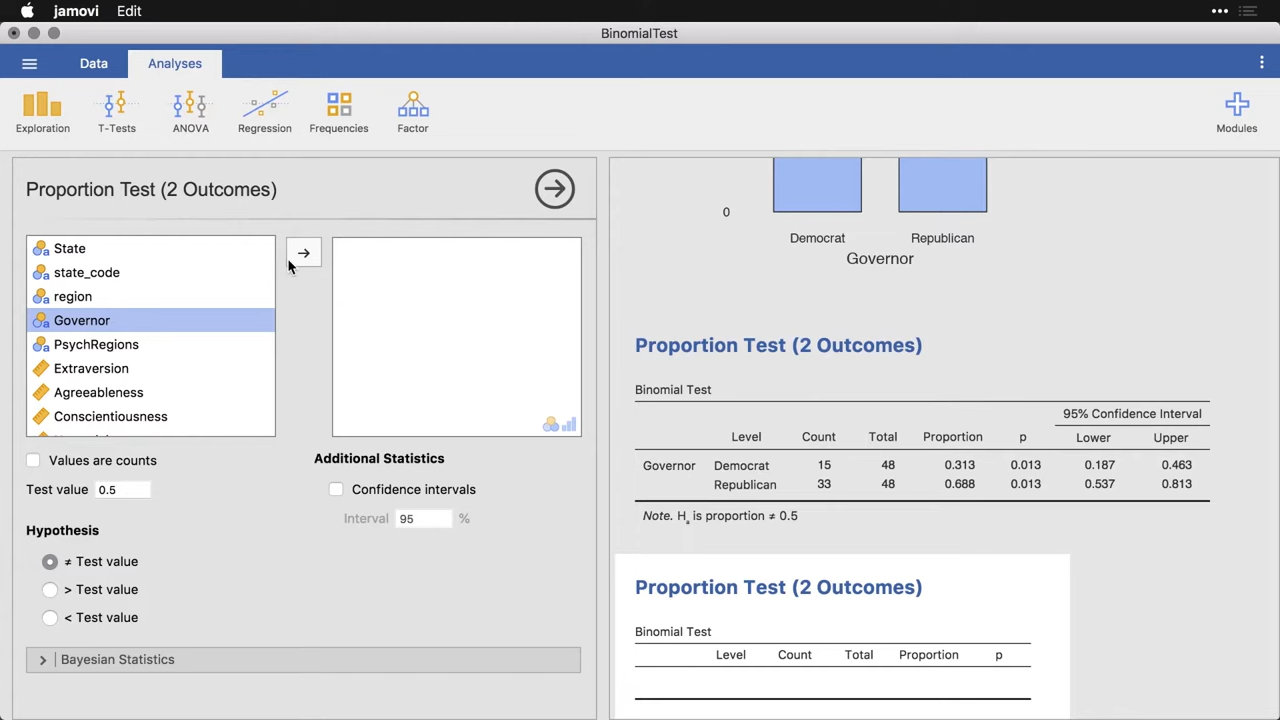 jamovi Edit
BinomialTest
Data Analyses
Exploration T-Tests ANOVA Regression Frequencies Factor Modules
Proportion Test (2 Outcomes)
State
state_code
region
Governor
PsychRegions
Extraversion
Agreeableness
Conscientiousness
Values are counts
Test value 0.5
Hypothesis
≠ Test value
> Test value
< Test value
Additional Statistics
Confidence intervals
Interval 95 %
Bayesian Statistics
0
Democrat Republican
Governor
Proportion Test (2 Outcomes)
Binomial Test
95% Confidence Interval
Level Count Total Proportion p Lower Upper
Governor Democrat 15 48 0.313 0.013 0.187 0.463
Republican 33 48 0.688 0.013 0.537 0.813
Note. Hₐ is proportion ≠ 0.5
Proportion Test (2 Outcomes)
Binomial Test
Level Count Total Proportion p